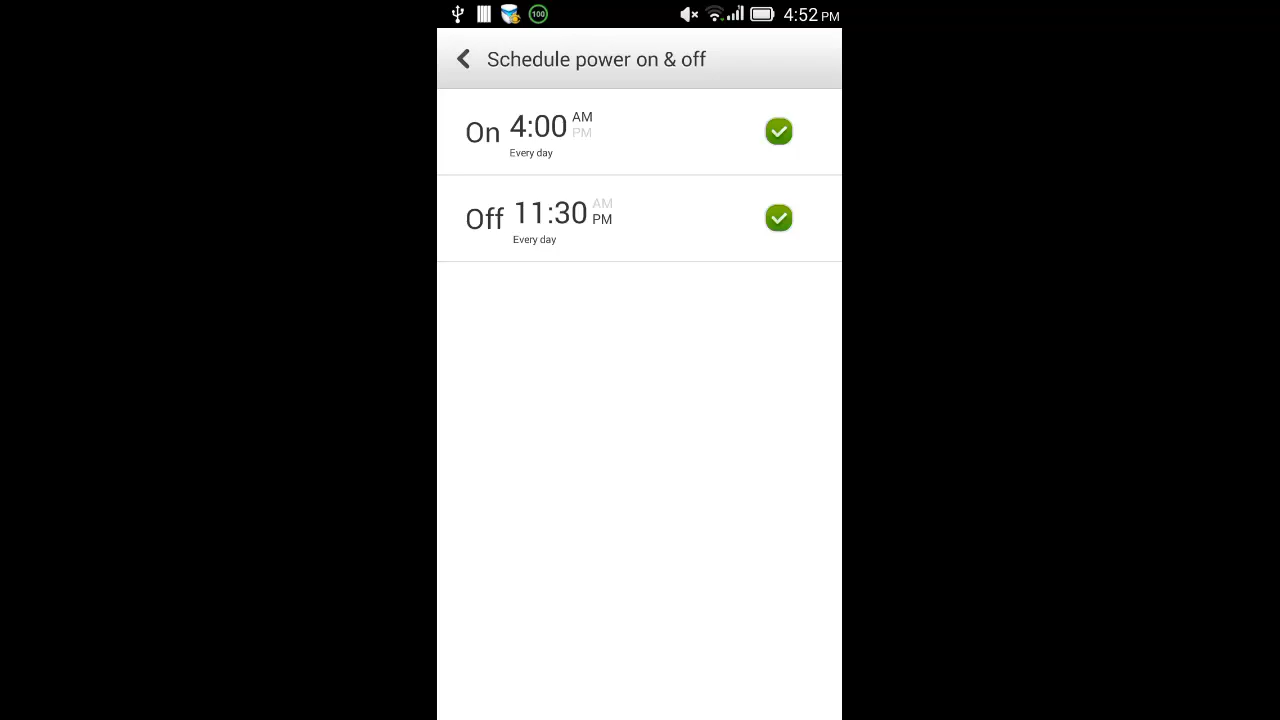 100 4:52 PM
Schedule power on & off
On 4:00 AM PM
Every day
Off 11:30 AM PM
Every day